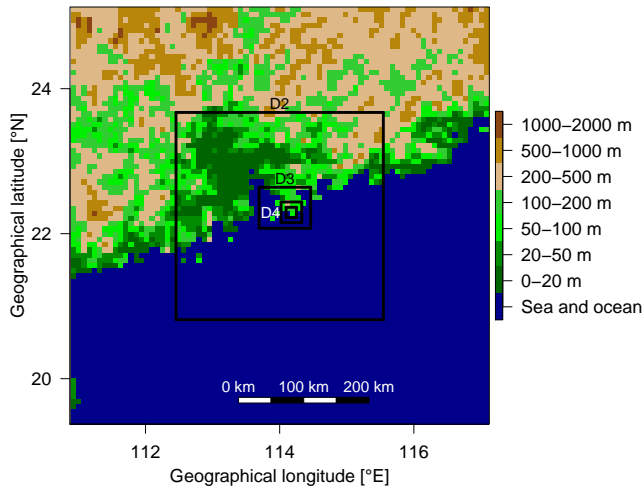 D2
D3
D4
0 km 100 km 200 km
24
22
20
112 114 116
Geographical longitude [°E]
Geographical latitude [°N]
1000–2000 m
500–1000 m
200–500 m
100–200 m
50–100 m
20–50 m
0–20 m
Sea and ocean